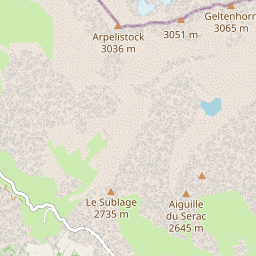 Arpelistock
3036 m
3051 m
Geltenhorn
3065 m
Le Sublage
2735 m
Aiguille
du Serac
2645 m